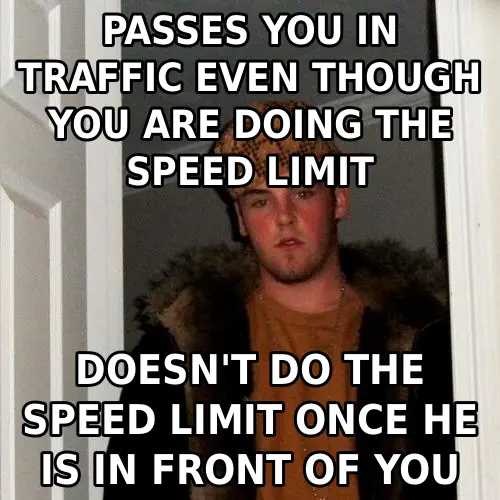 PASSES YOU IN
TRAFFIC EVEN THOUGH
YOU ARE DOING THE
SPEED LIMIT
DOESN'T DO THE
SPEED LIMIT ONCE HE
IS IN FRONT OF YOU